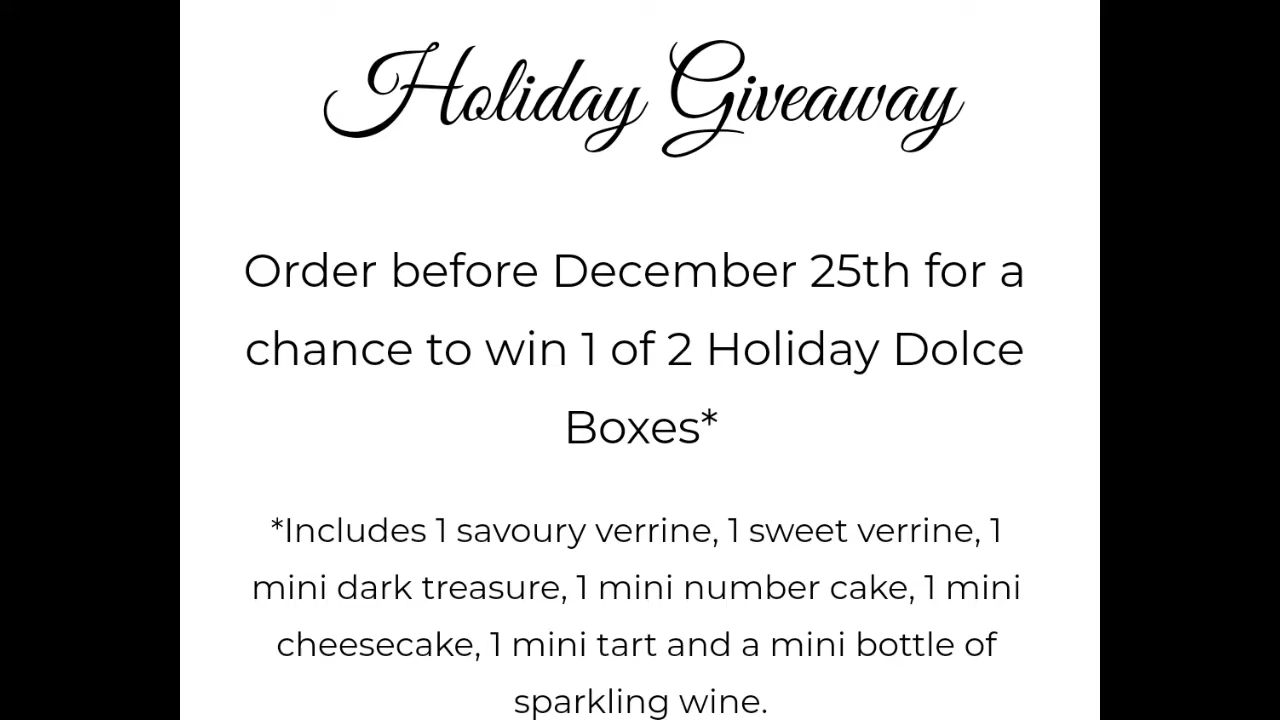 Holiday Giveaway
Order before December 25th for a
chance to win 1 of 2 Holiday Dolce
Boxes*
*Includes 1 savoury verrine, 1 sweet verrine, 1
mini dark treasure, 1 mini number cake, 1 mini
cheesecake, 1 mini tart and a mini bottle of
sparkling wine.